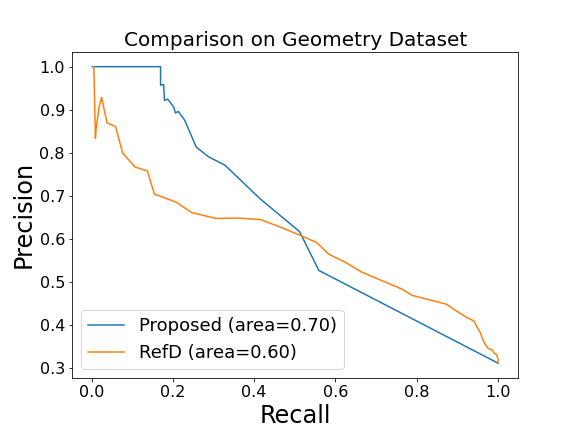 Comparison on Geometry Dataset
Precision
1.0
0.9
0.8
0.7
0.6
0.5
0.4
0.3
Proposed (area=0.70)
RefD (area=0.60)
0.0 0.2 0.4 0.6 0.8 1.0
Recall